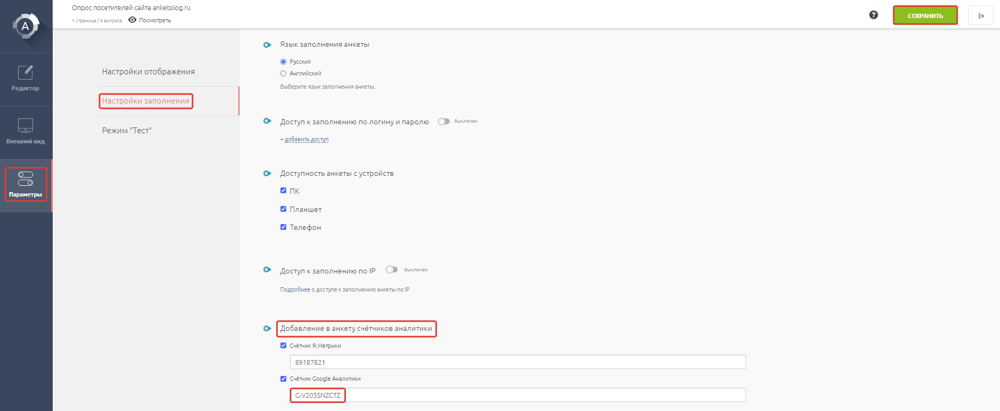 Опрос посетителей сайта anketolog.ru
1 страница / 4 вопроса
Посмотреть
?
СОХРАНИТЬ
A
Редактор
Внешний вид
Параметры
Настройки отображения
Настройки заполнения
Режим "Тест"
Язык заполнения анкеты
Русский
Английский
Выберите язык заполнения анкеты.
Доступ к заполнению по логину и паролю
Выключен
+ добавить доступ
Доступность анкеты с устройств
ПК
Планшет
Телефон
Доступ к заполнению по IP
Выключен
Подробнее о доступе к заполнению анкеты по IP
Добавление в анкету счётчиков аналитики
Счётчик Я.Метрики
89187821
Счётчик Google Аналитики
G-V205SNZCTZ